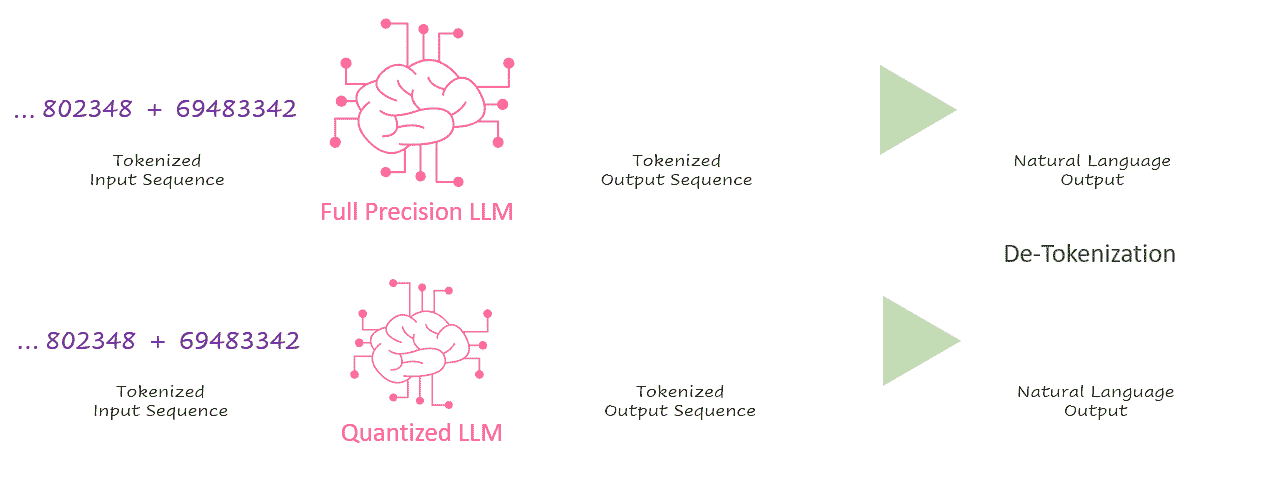 ... 802348 + 69483342
Tokenized
Input Sequence
Full Precision LLM
Tokenized
Output Sequence
Natural Language
Output
De-Tokenization
... 802348 + 69483342
Tokenized
Input Sequence
Quantized LLM
Tokenized
Output Sequence
Natural Language
Output